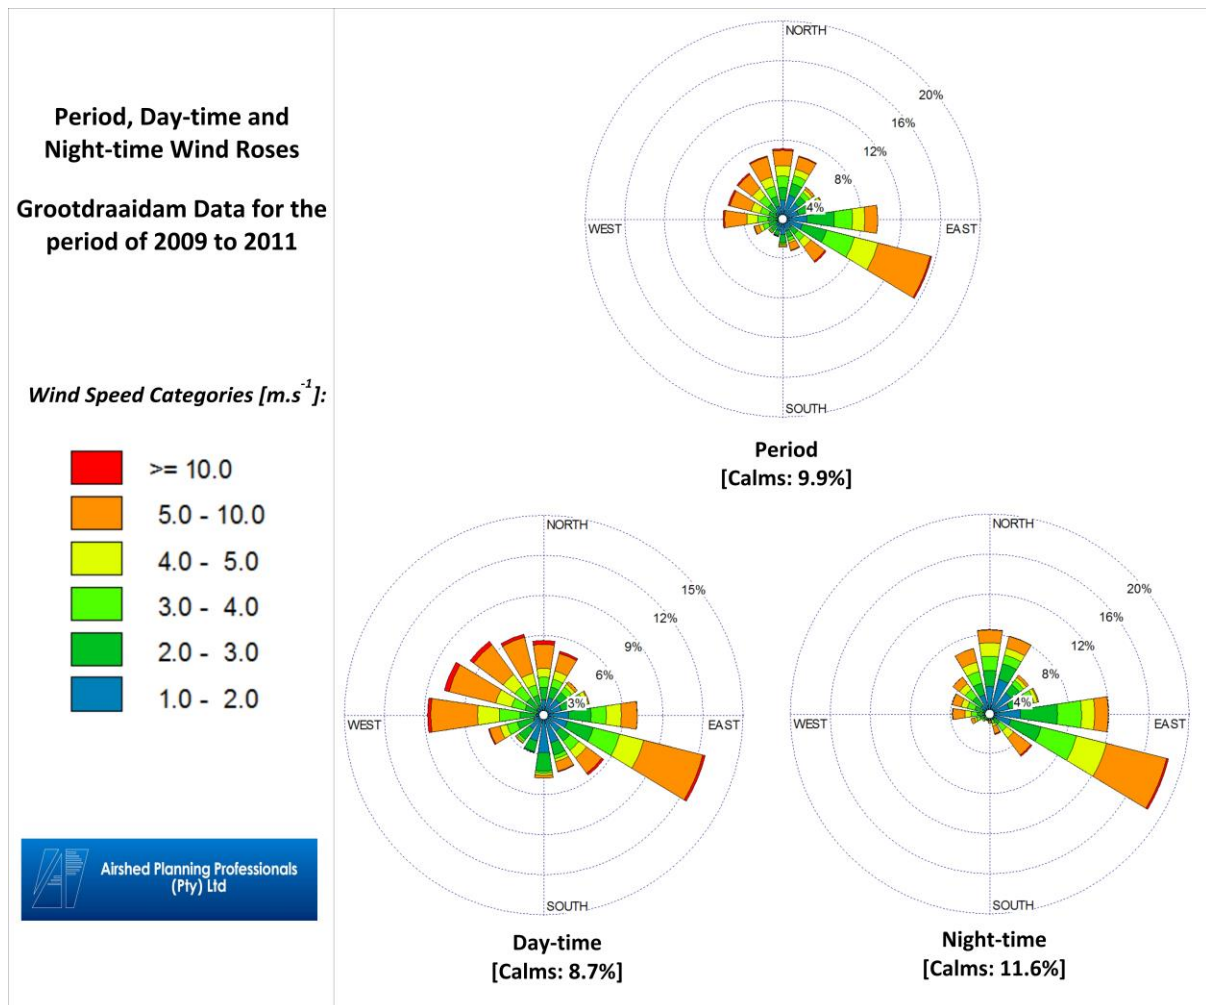 Period, Day-time and
Night-time Wind Roses
Grootdraaidam Data for the
period of 2009 to 2011
Wind Speed Categories [m.s⁻¹]:
>= 10.0
5.0 - 10.0
4.0 - 5.0
3.0 - 4.0
2.0 - 3.0
1.0 - 2.0
Airshed Planning Professionals
(Pty) Ltd
NORTH
20%
16%
12%
8%
4%
WEST
EAST
SOUTH
Period
[Calms: 9.9%]
NORTH
15%
12%
9%
6%
3%
WEST
EAST
SOUTH
Day-time
[Calms: 8.7%]
NORTH
20%
16%
12%
8%
4%
WEST
EAST
SOUTH
Night-time
[Calms: 11.6%]